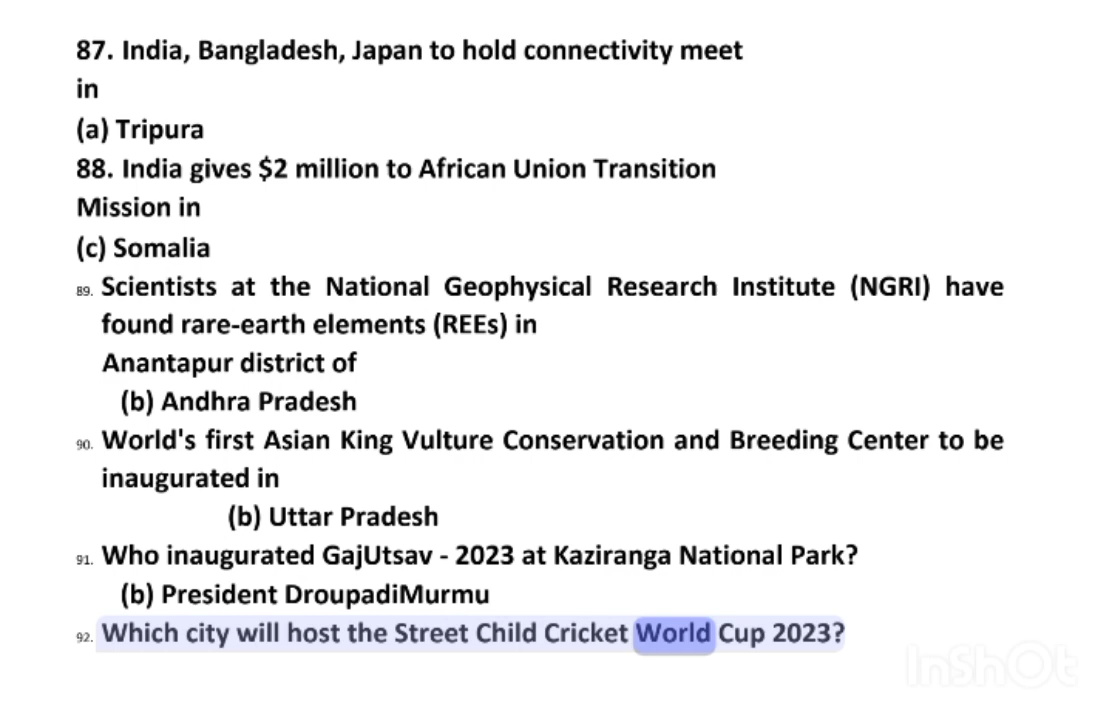 87. India, Bangladesh, Japan to hold connectivity meet
in
(a) Tripura
88. India gives $2 million to African Union Transition
Mission in
(c) Somalia
89. Scientists at the National Geophysical Research Institute (NGRI) have
found rare-earth elements (REEs) in
Anantapur district of
(b) Andhra Pradesh
90. World's first Asian King Vulture Conservation and Breeding Center to be
inaugurated in
(b) Uttar Pradesh
91. Who inaugurated GajUtsav - 2023 at Kaziranga National Park?
(b) President DroupadiMurmu
92. Which city will host the Street Child Cricket World Cup 2023?
InShOt